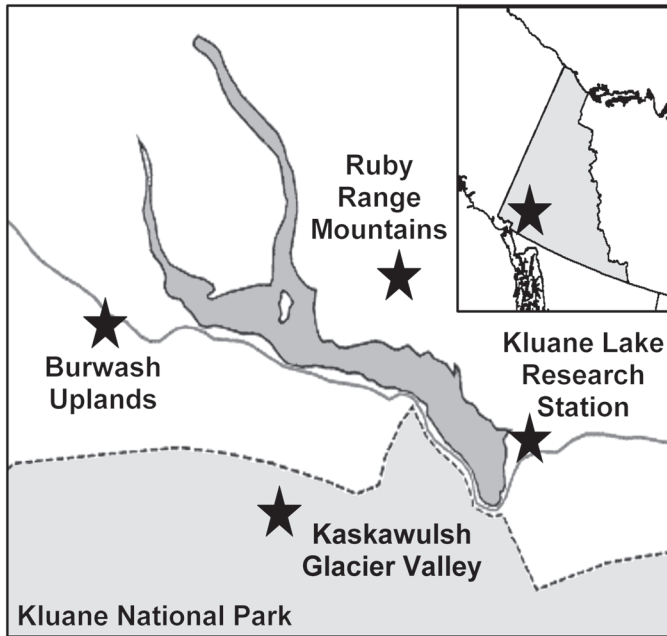 Ruby
Range
Mountains
Kluane Lake
Research
Station
Burwash
Uplands
Kaskawulsh
Glacier Valley
Kluane National Park